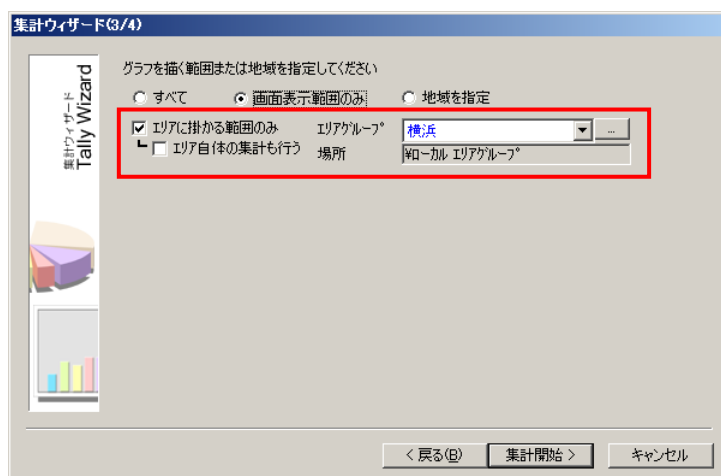 集計ウィザード(3/4)
集計ウィザード
Tally Wizard
グラフを描く範囲または地域を指定してください
すべて 画面表示範囲のみ 地域を指定
エリアに掛かる範囲のみ エリアグループ 横浜 ...
エリア自体の集計も行う 場所 ¥ローカル エリアグループ
< 戻る(B) 集計開始 > キャンセル